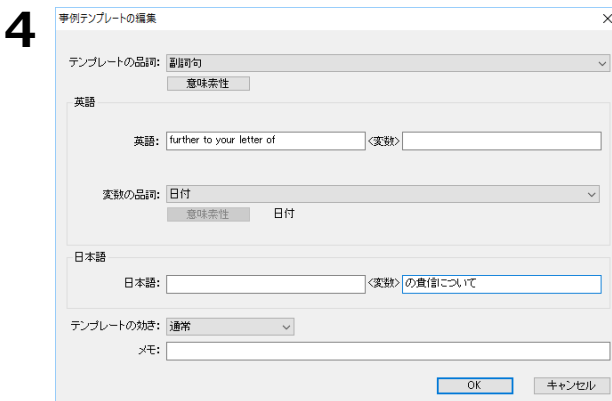 4
事例テンプレートの編集
テンプレートの品詞: 副詞句
意味素性
英語
英語: further to your letter of <変数>
変数の品詞: 日付
意味素性 日付
日本語
日本語: <変数> の貴信について
テンプレートの効き: 通常
メモ:
OK キャンセル